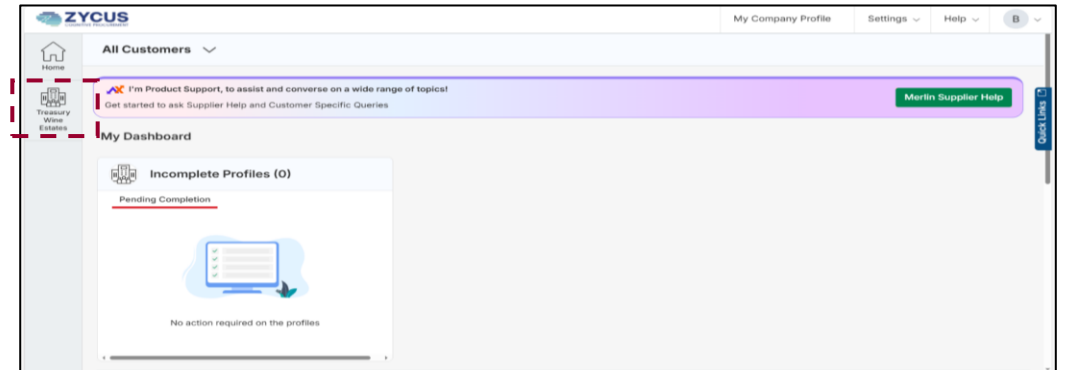 ZYCUS
My Company Profile
Settings
Help
B
Home
All Customers
Treasury
Wine
Estates
I'm Product Support, to assist and converse on a wide range of topics!
Get started to ask Supplier Help and Customer Specific Queries
Merlin Supplier Help
Quick Links
My Dashboard
Incomplete Profiles (0)
Pending Completion
No action required on the profiles